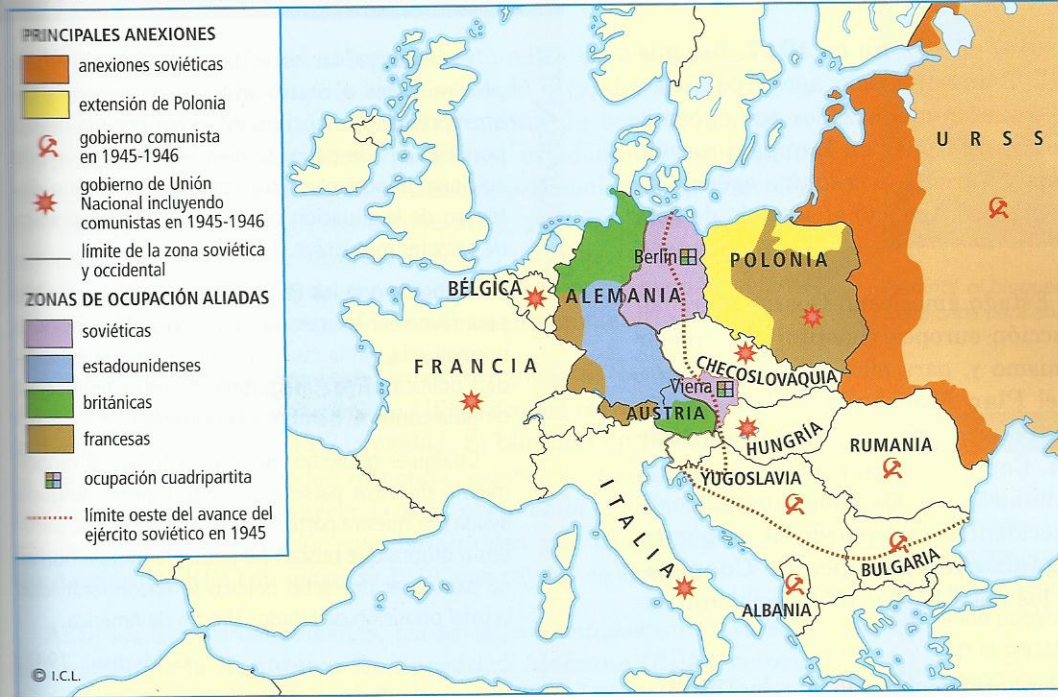 PRINCIPALES ANEXIONES
anexiones soviéticas
extensión de Polonia
gobierno comunista
en 1945-1946
gobierno de Unión
Nacional incluyendo
comunistas en 1945-1946
límite de la zona soviética
y occidental
ZONAS DE OCUPACIÓN ALIADAS
soviéticas
estadounidenses
británicas
francesas
ocupación cuadripartita
límite oeste del avance del
ejército soviético en 1945
© I.C.L.
URSS
Berlín
POLONIA
BÉLGICA
ALEMANIA
FRANCIA
CHECOSLOVAQUIA
Viena
AUSTRIA
HUNGRÍA
RUMANIA
YUGOSLAVIA
ITALIA
BULGARIA
ALBANIA